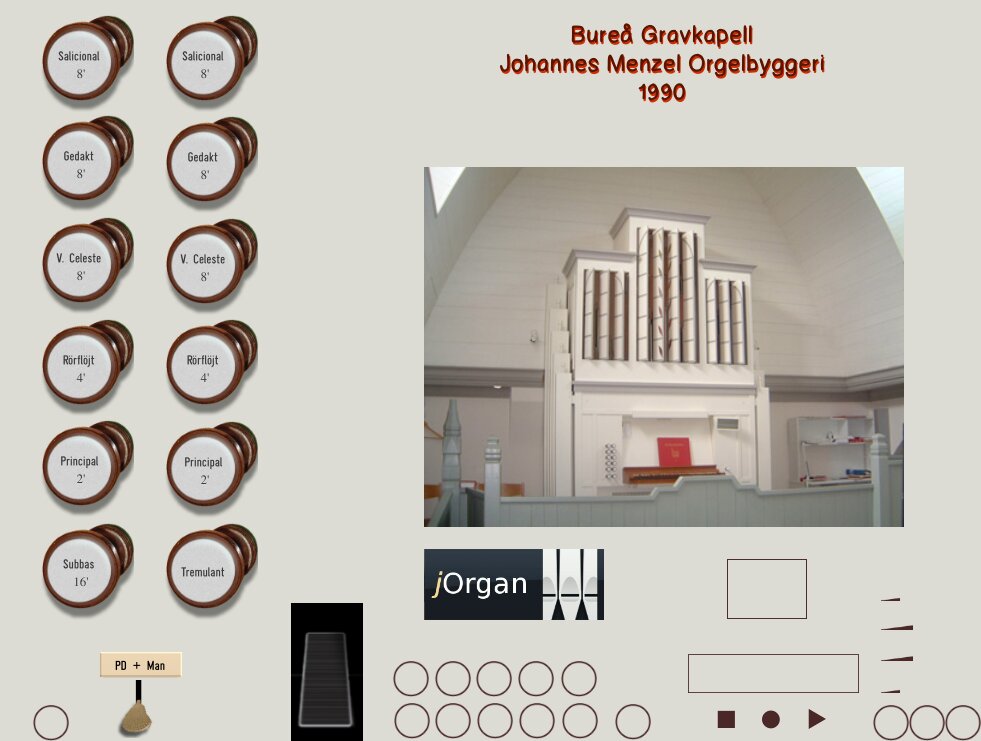 Bureå Gravkapell
Johannes Menzel Orgelbyggeri
1990
Salicional
8'
Salicional
8'
Gedakt
8'
Gedakt
8'
V. Celeste
8'
V. Celeste
8'
Rörflöjt
4'
Rörflöjt
4'
Principal
2'
Principal
2'
Subbas
16'
Tremulant
jOrgan
PD + Man